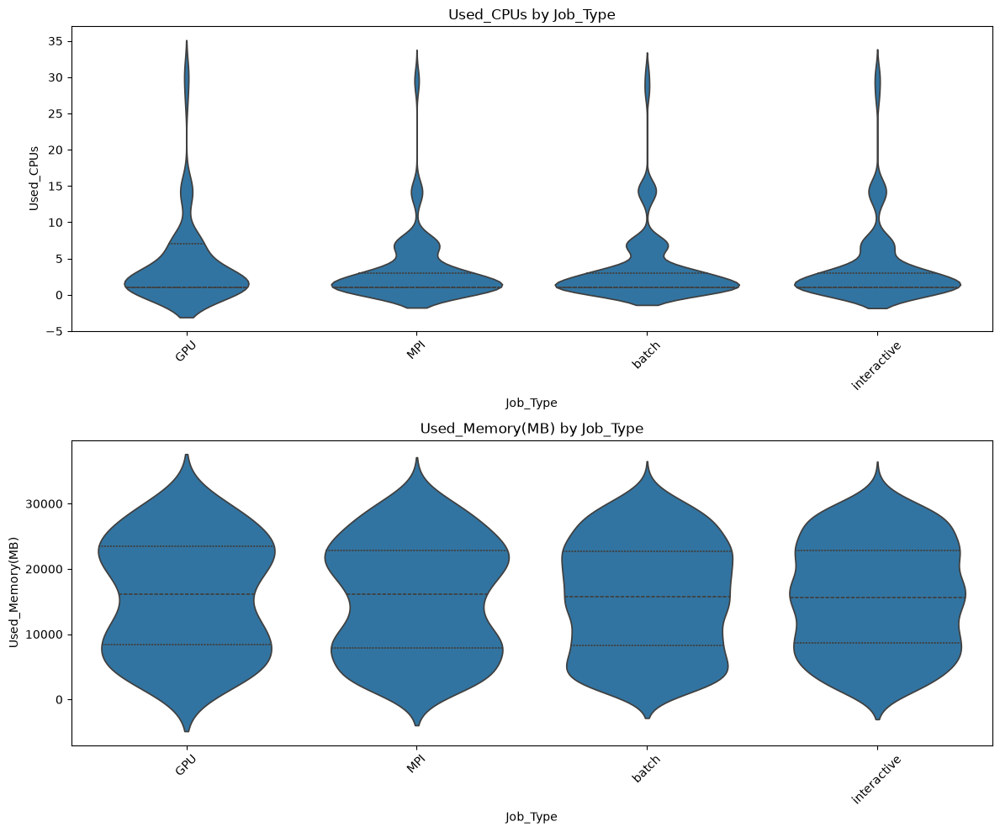 Used_CPUs by Job_Type
35
30
25
20
15
10
5
0
−5
Used_CPUs
GPU
MPI
batch
interactive
Job_Type
Used_Memory(MB) by Job_Type
30000
20000
10000
0
Used_Memory(MB)
GPU
MPI
batch
interactive
Job_Type